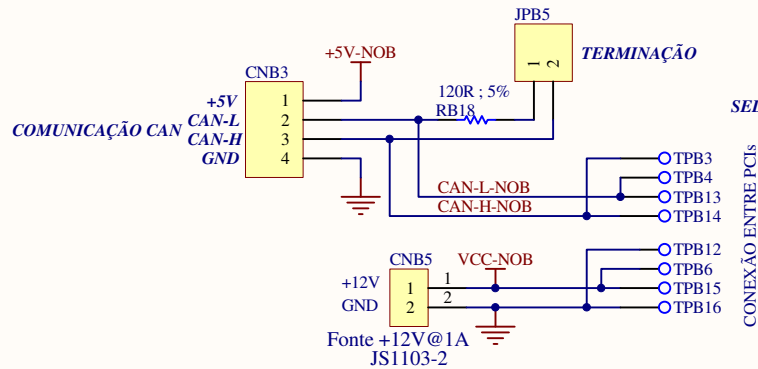 JPB5
1
2
TERMINAÇÃO
+5V-NOB
CNB3
120R ; 5%
RB18
COMUNICAÇÃO CAN
+5V
1
CAN-L
2
CAN-H
3
GND
4
CAN-L-NOB
CAN-H-NOB
TPB3
TPB4
TPB13
TPB14
CONEXÃO ENTRE PCIs
CNB5
VCC-NOB
+12V
1
1
GND
2
2
TPB12
TPB6
TPB15
TPB16
Fonte +12V@1A
JS1103-2